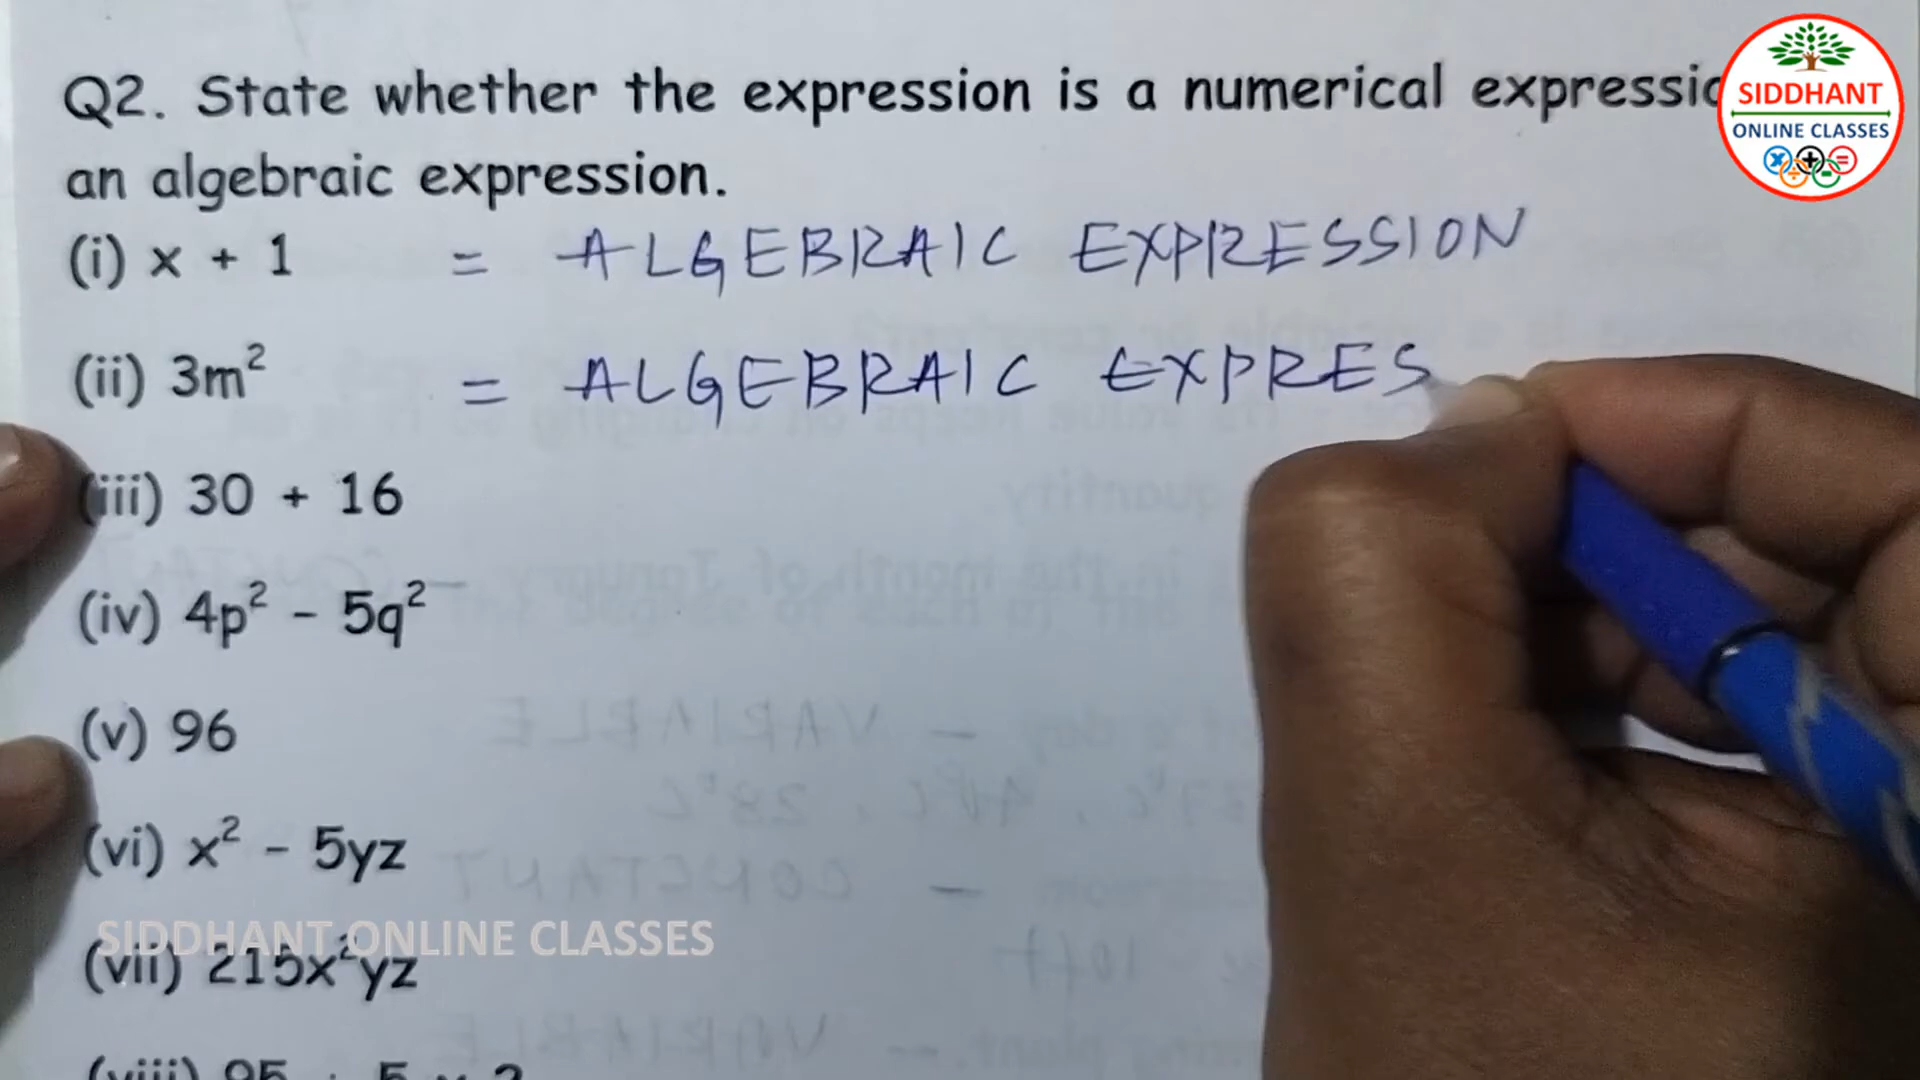 Q2. State whether the expression is a numerical
an algebraic expression.
(i) x + 1 = ALGEBRAIC EXPRESSION
(ii) 3m² = ALGEBRAIC EXPRES
(iii) 30 + 16
(iv) 4p² - 5q²
(v) 96
(vi) x² - 5yz
SIDDHANT ONLINE CLASSES
(vii) 215x²yz
SIDDHANT
ONLINE CLASSES